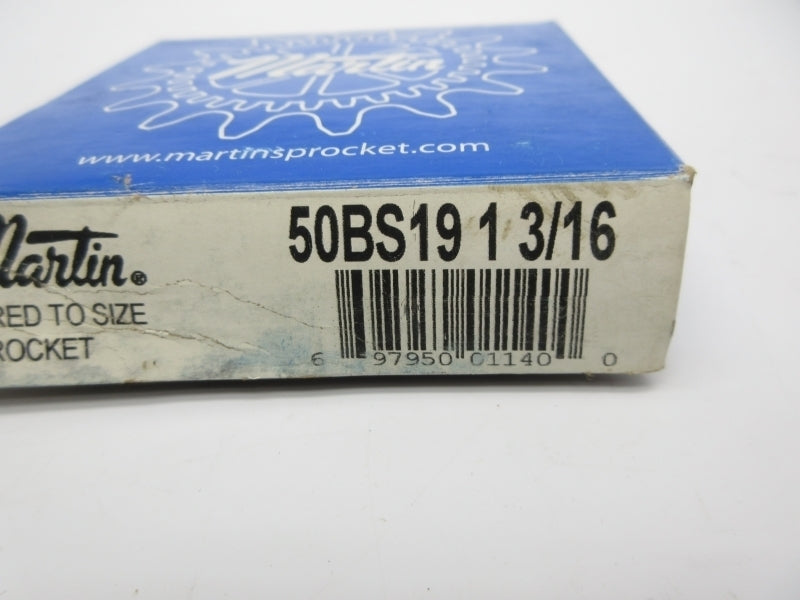 Martin
www.martinsprocket.com
Martin®
50BS19 1 3/16
RED TO SIZE
ROCKET
6 97950 01140 0